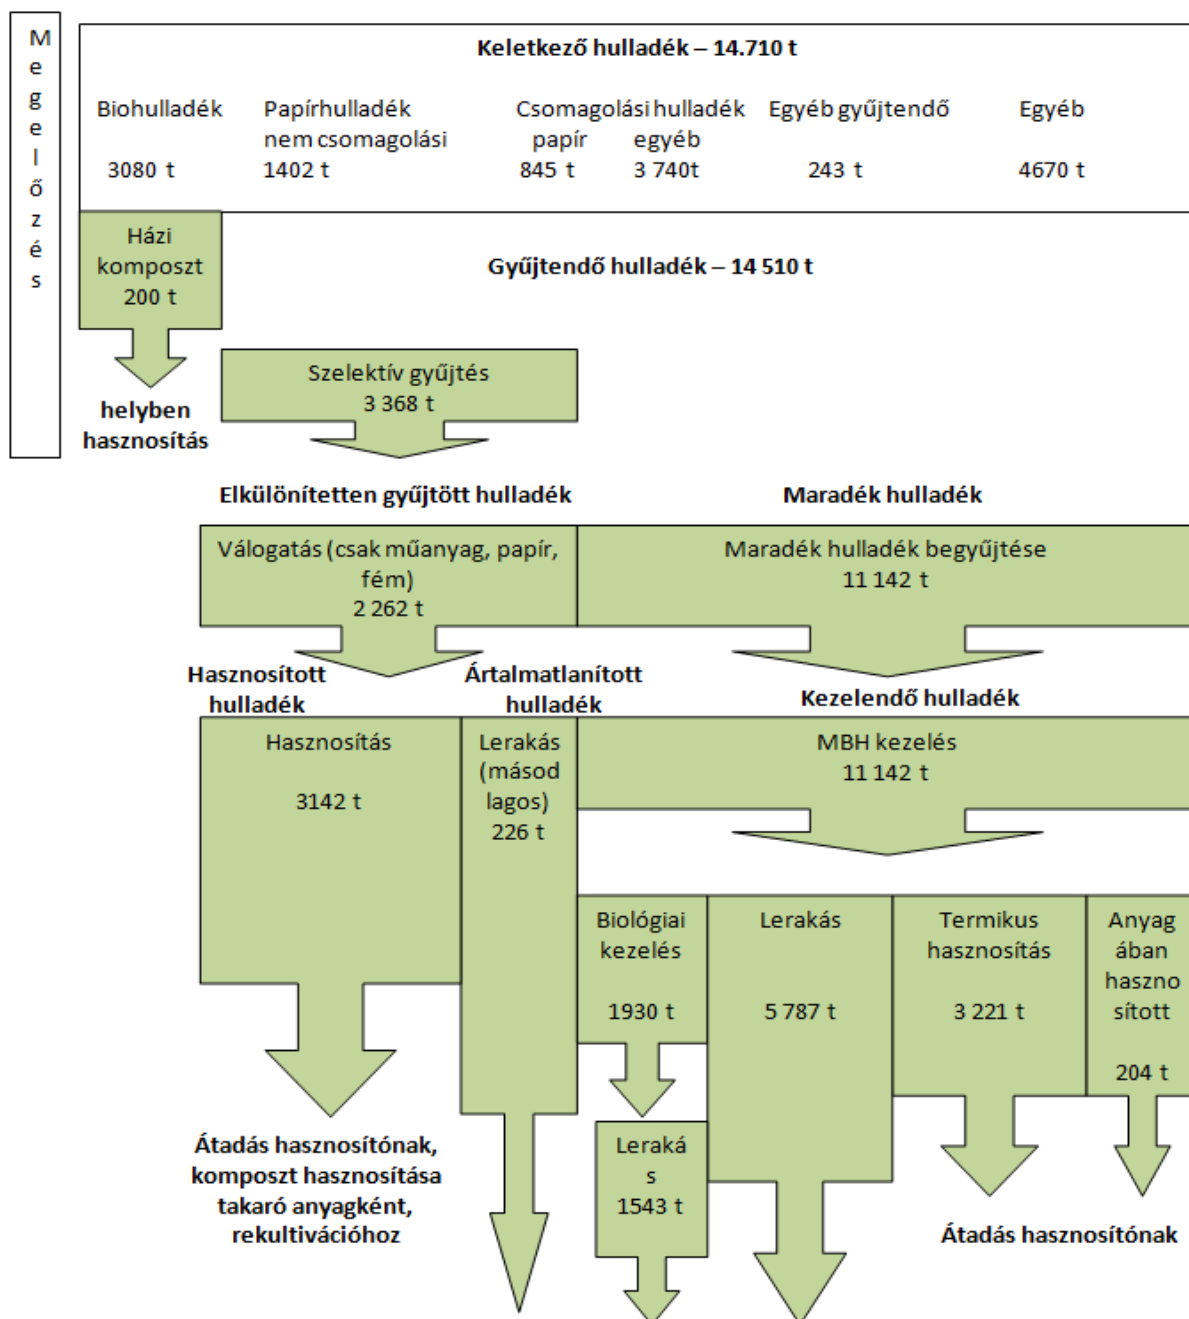 M
e
g
e
l
ő
z
é
s
Keletkező hulladék – 14.710 t
Biohulladék
3080 t
Papírhulladék
nem csomagolási
1402 t
Csomagolási hulladék
papír egyéb
845 t 3 740t
Egyéb gyűjtendő
243 t
Egyéb
4670 t
Házi
komposzt
200 t
Gyűjtendő hulladék – 14 510 t
helyben
hasznosítás
Szelektív gyűjtés
3 368 t
Elkülönítetten gyűjtött hulladék
Maradék hulladék
Válogatás (csak műanyag, papír,
fém)
2 262 t
Maradék hulladék begyűjtése
11 142 t
Hasznosított
hulladék
Ártalmatlanított
hulladék
Kezelendő hulladék
Hasznosítás
3142 t
Lerakás
(másod
lagos)
226 t
MBH kezelés
11 142 t
Biológiai
kezelés
1930 t
Lerakás
5 787 t
Termikus
hasznosítás
3 221 t
Anyag
ában
haszno
sított
204 t
Átadás hasznosítónak,
komposzt hasznosítása
takaró anyagként,
rekultivációhoz
Leraká
s
1543 t
Átadás hasznosítónak